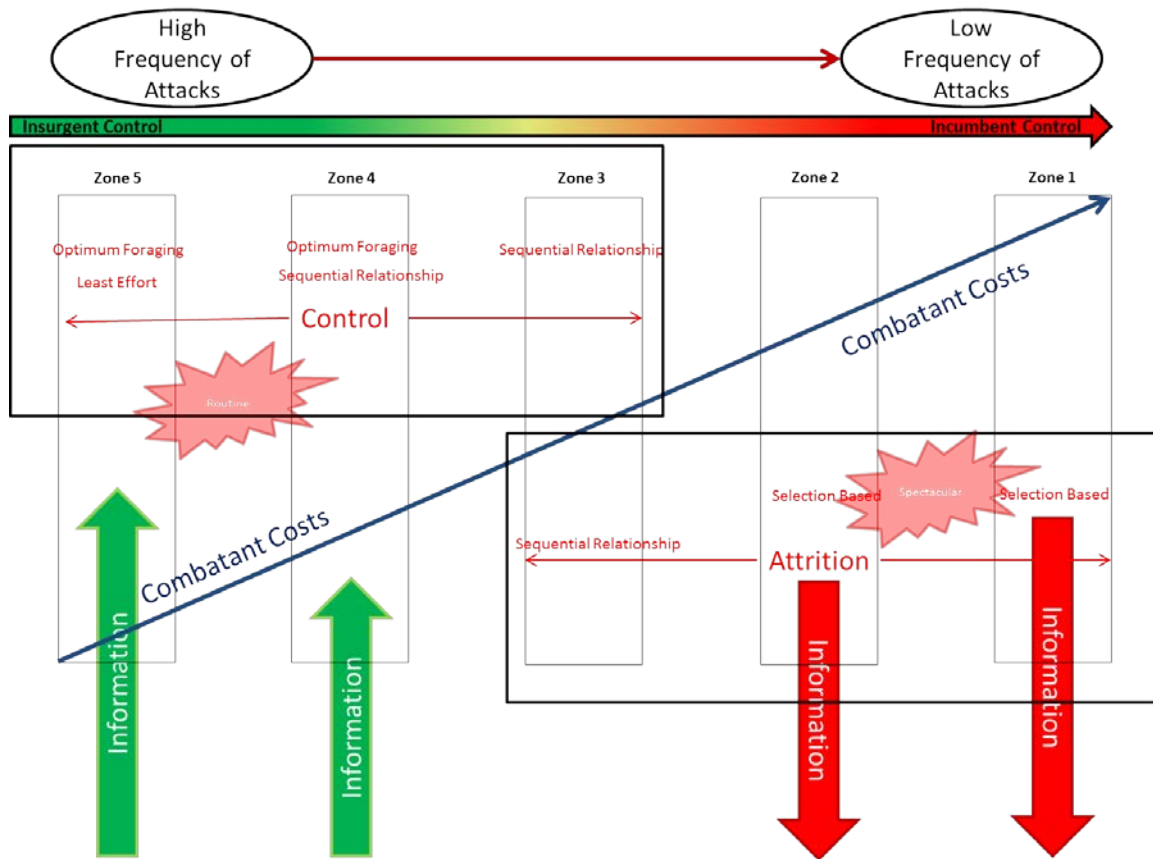 High
Frequency of
Attacks
Low
Frequency of
Attacks
Insurgent Control
Incumbent Control
Zone 5
Zone 4
Zone 3
Zone 2
Zone 1
Optimum Foraging
Least Effort
Optimum Foraging
Sequential Relationship
Sequential Relationship
Control
Combatant Costs
Routine
Selection Based
Spectacular
Selection Based
Sequential Relationship
Attrition
Combatant Costs
Information
Information
Information
Information